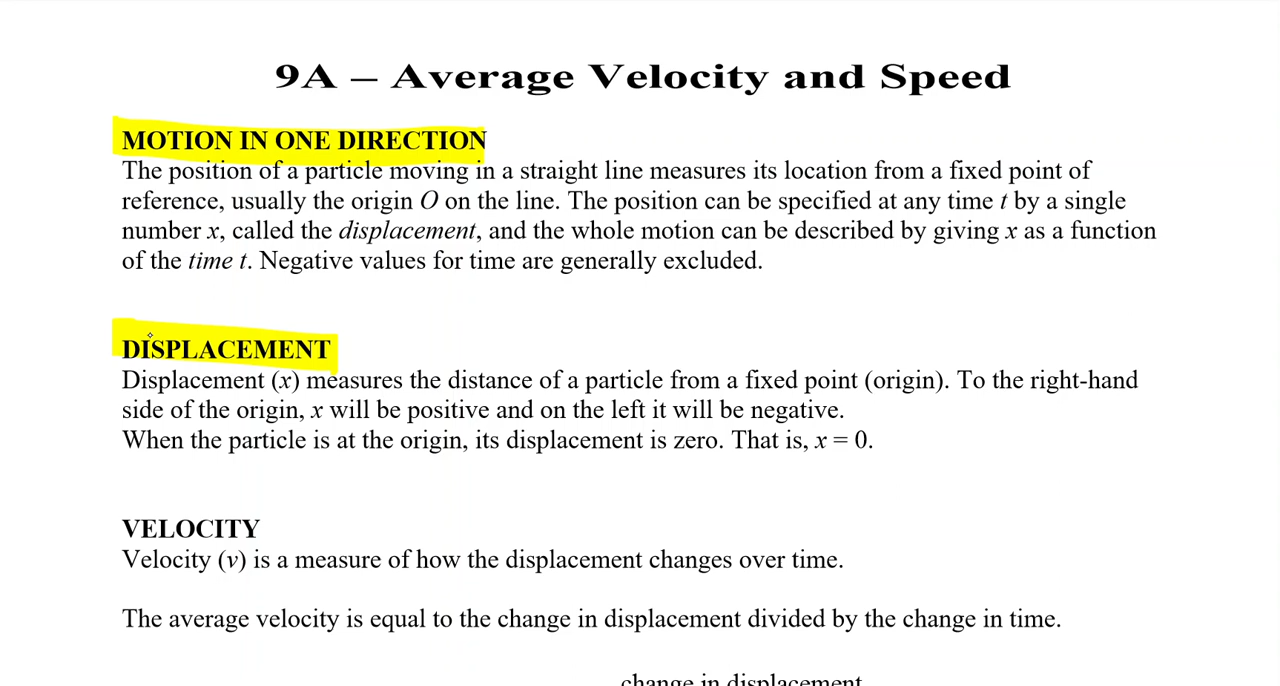 9A – Average Velocity and Speed
MOTION IN ONE DIRECTION
The position of a particle moving in a straight line measures its location from a fixed point of
reference, usually the origin O on the line. The position can be specified at any time t by a single
number x, called the displacement, and the whole motion can be described by giving x as a function
of the time t. Negative values for time are generally excluded.
DISPLACEMENT
Displacement (x) measures the distance of a particle from a fixed point (origin). To the right-hand
side of the origin, x will be positive and on the left it will be negative.
When the particle is at the origin, its displacement is zero. That is, x = 0.
VELOCITY
Velocity (v) is a measure of how the displacement changes over time.
The average velocity is equal to the change in displacement divided by the change in time.
change in displacement